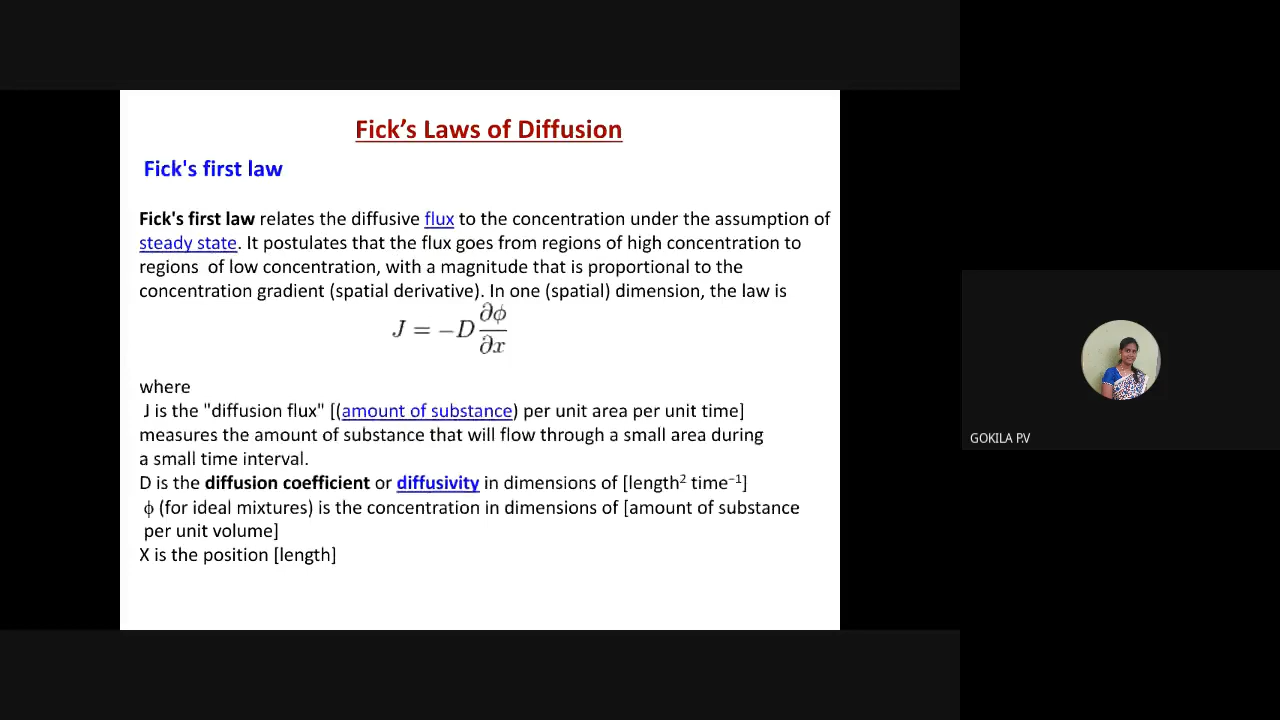 Fick’s Laws of Diffusion
Fick's first law
Fick's first law relates the diffusive flux to the concentration under the assumption of
steady state. It postulates that the flux goes from regions of high concentration to
regions of low concentration, with a magnitude that is proportional to the
concentration gradient (spatial derivative). In one (spatial) dimension, the law is
J = −D ∂ϕ/∂x
where
J is the "diffusion flux" [(amount of substance) per unit area per unit time]
measures the amount of substance that will flow through a small area during
a small time interval.
D is the diffusion coefficient or diffusivity in dimensions of [length² time⁻¹]
ϕ (for ideal mixtures) is the concentration in dimensions of [amount of substance
per unit volume]
X is the position [length]
GOKILA P.V